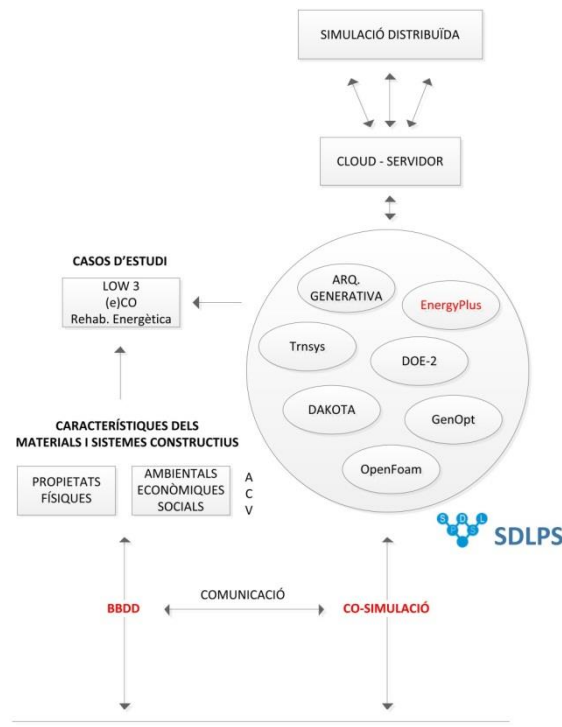 SIMULACIÓ DISTRIBUÏDA
CLOUD - SERVIDOR
CASOS D'ESTUDI
LOW 3
(e)CO
Rehab. Energètica
ARQ.
GENERATIVA
EnergyPlus
Trnsys
DOE-2
DAKOTA
GenOpt
OpenFoam
CARACTERÍSTIQUES DELS
MATERIALS I SISTEMES CONSTRUCTIUS
PROPIETATS
FÍSIQUES
AMBIENTALS
ECONÒMIQUES
SOCIALS
A
C
V
S D L
P S
SDLPS
COMUNICACIÓ
BBDD
CO-SIMULACIÓ